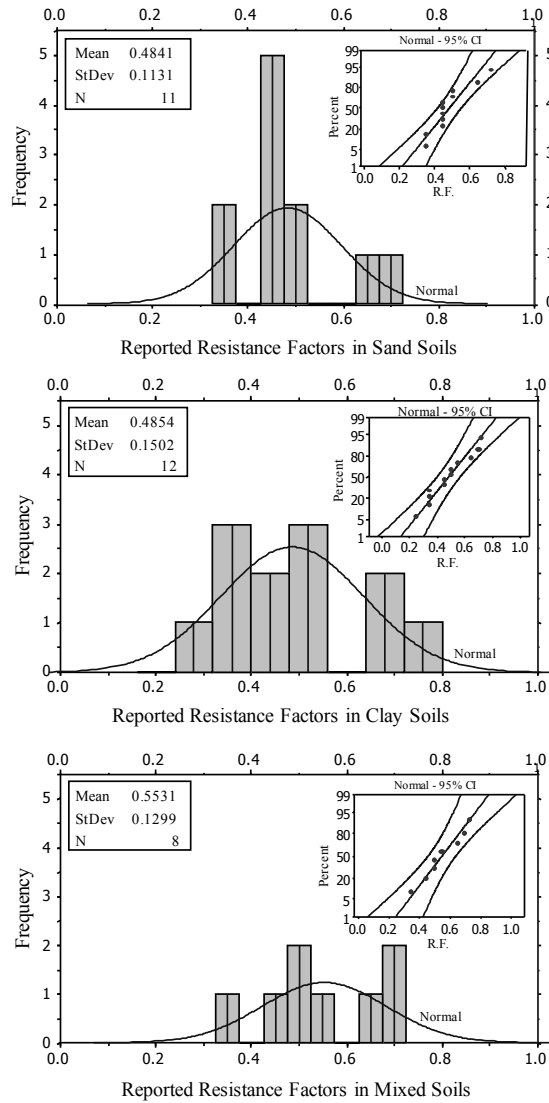 0.0 0.2 0.4 0.6 0.8 1.0
Mean 0.4841
StDev 0.1131
N 11
Normal - 95% CI
Percent
99
95
80
50
20
5
1
0.0 0.2 0.4 0.6 0.8
R.F.
Frequency
5
4
3
2
1
0
5
4
3
2
1
0
Normal
0.0 0.2 0.4 0.6 0.8 1.0
Reported Resistance Factors in Sand Soils
0.0 0.2 0.4 0.6 0.8 1.0
Mean 0.4854
StDev 0.1502
N 12
Normal - 95% CI
Percent
99
95
80
50
20
5
1
0.0 0.2 0.4 0.6 0.8 1.0
R.F.
Frequency
5
4
3
2
1
0
Normal
0.0 0.2 0.4 0.6 0.8 1.0
Reported Resistance Factors in Clay Soils
0.0 0.2 0.4 0.6 0.8 1.0
Mean 0.5531
StDev 0.1299
N 8
Normal - 95% CI
Percent
99
95
80
50
20
5
1
0.0 0.2 0.4 0.6 0.8 1.0
R.F.
Frequency
5
4
3
2
1
0
Normal
0.0 0.2 0.4 0.6 0.8 1.0
Reported Resistance Factors in Mixed Soils